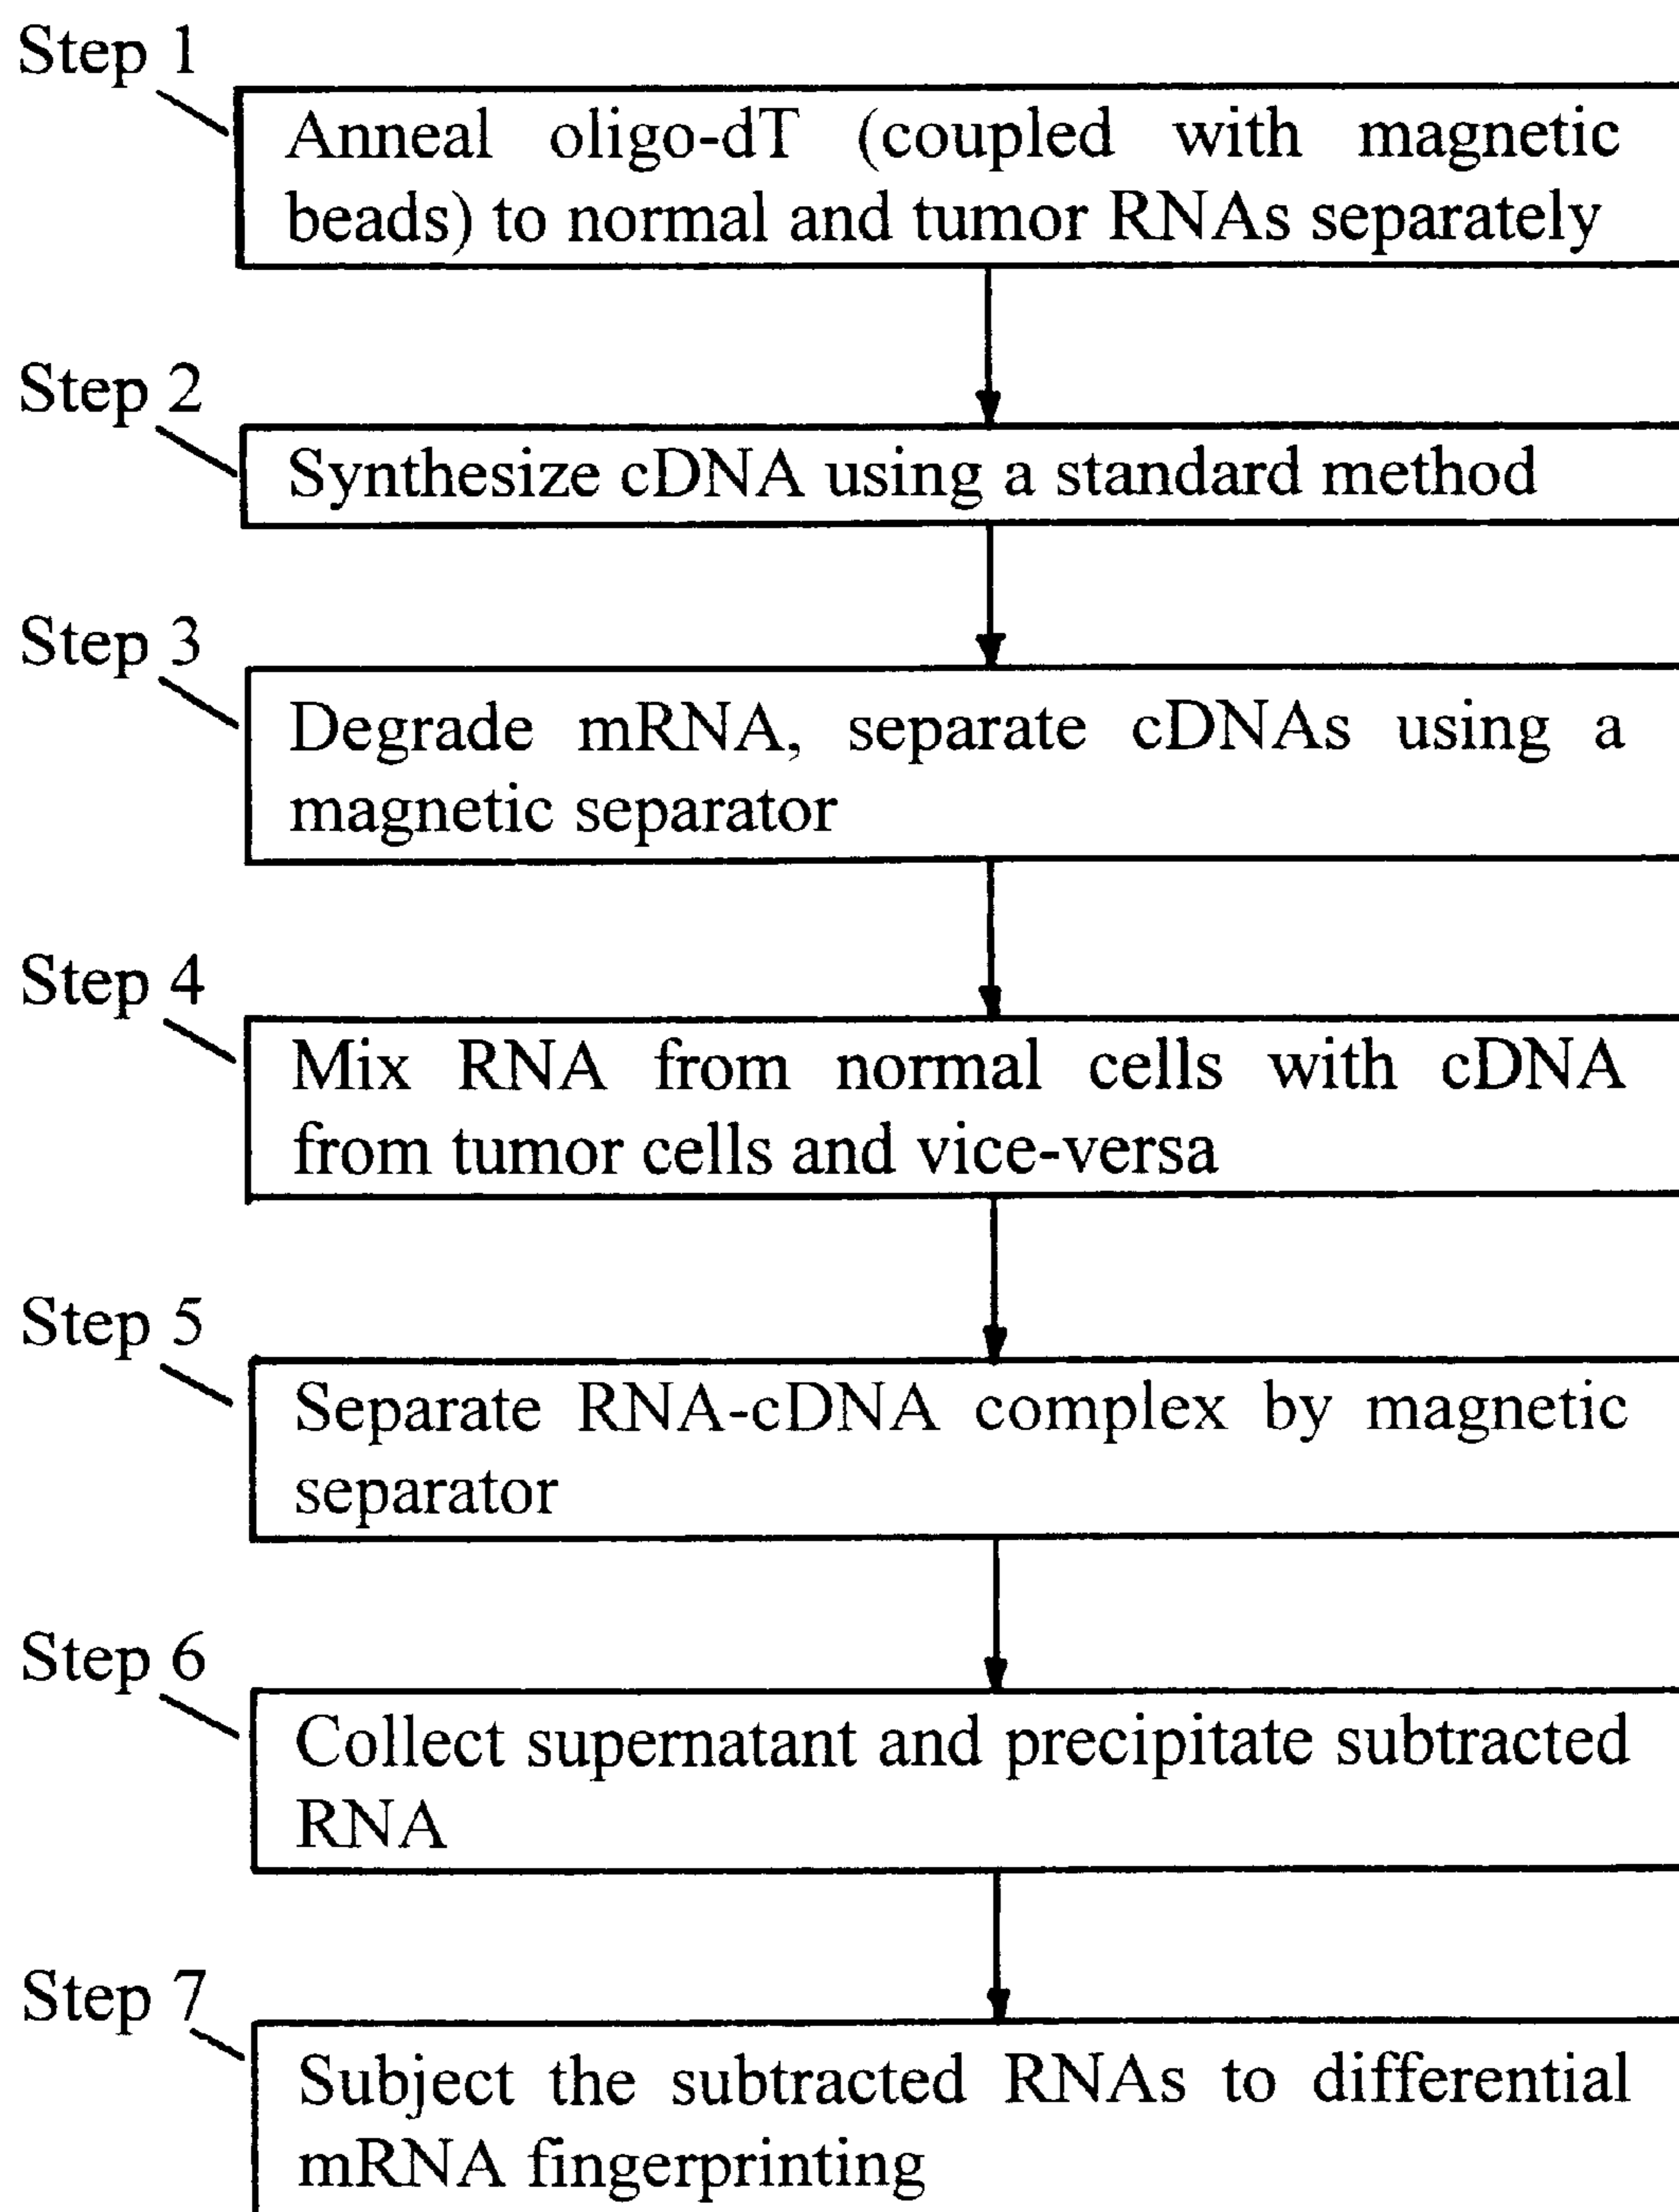 Step 1
Anneal oligo-dT (coupled with magnetic
beads) to normal and tumor RNAs separately
Step 2
Synthesize cDNA using a standard method
Step 3
Degrade mRNA, separate cDNAs using a
magnetic separator
Step 4
Mix RNA from normal cells with cDNA
from tumor cells and vice-versa
Step 5
Separate RNA-cDNA complex by magnetic
separator
Step 6
Collect supernatant and precipitate subtracted
RNA
Step 7
Subject the subtracted RNAs to differential
mRNA fingerprinting